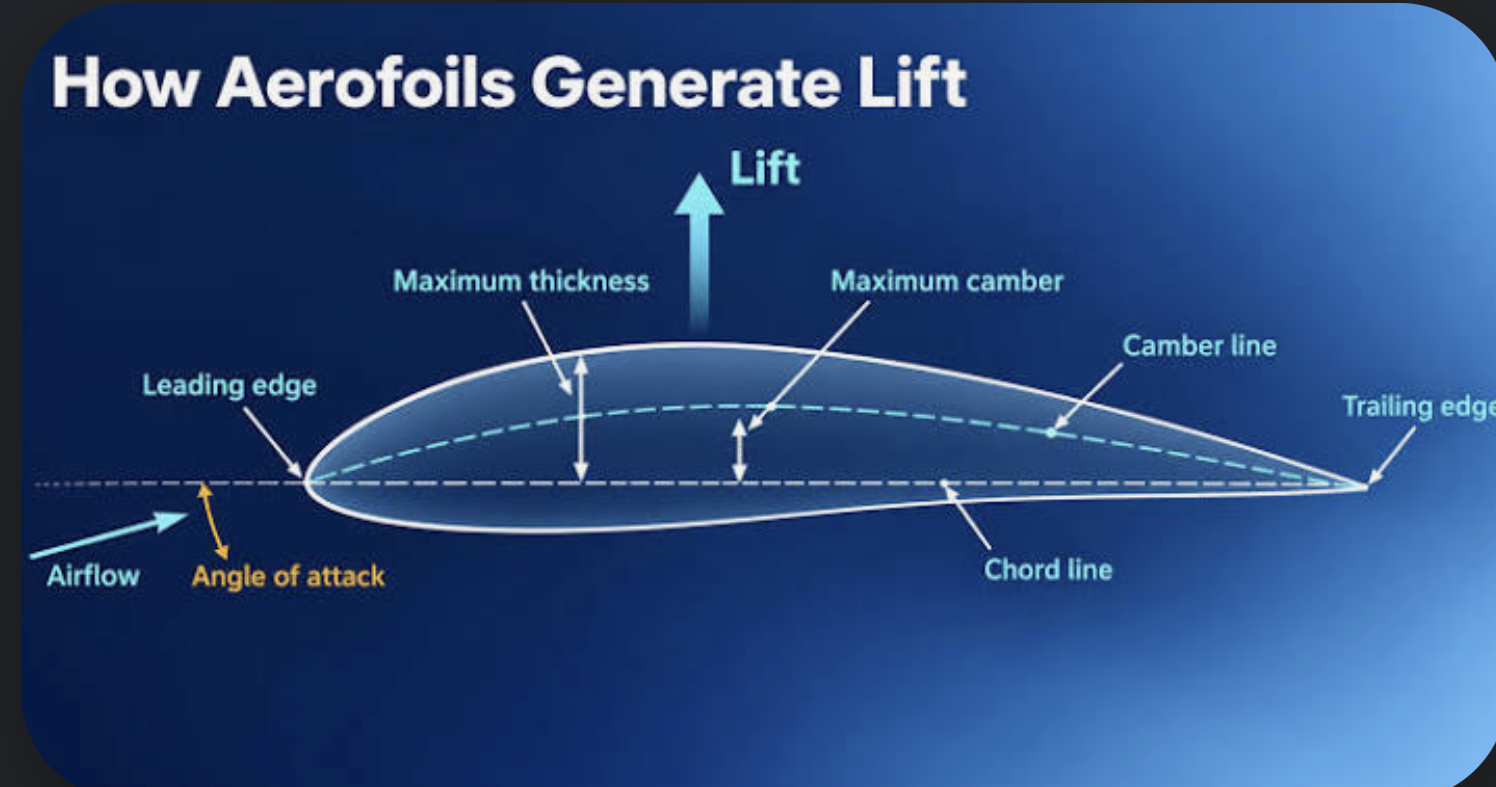 How Aerofoils Generate Lift
Lift
Maximum thickness
Maximum camber
Camber line
Leading edge
Trailing edge
Airflow
Angle of attack
Chord line